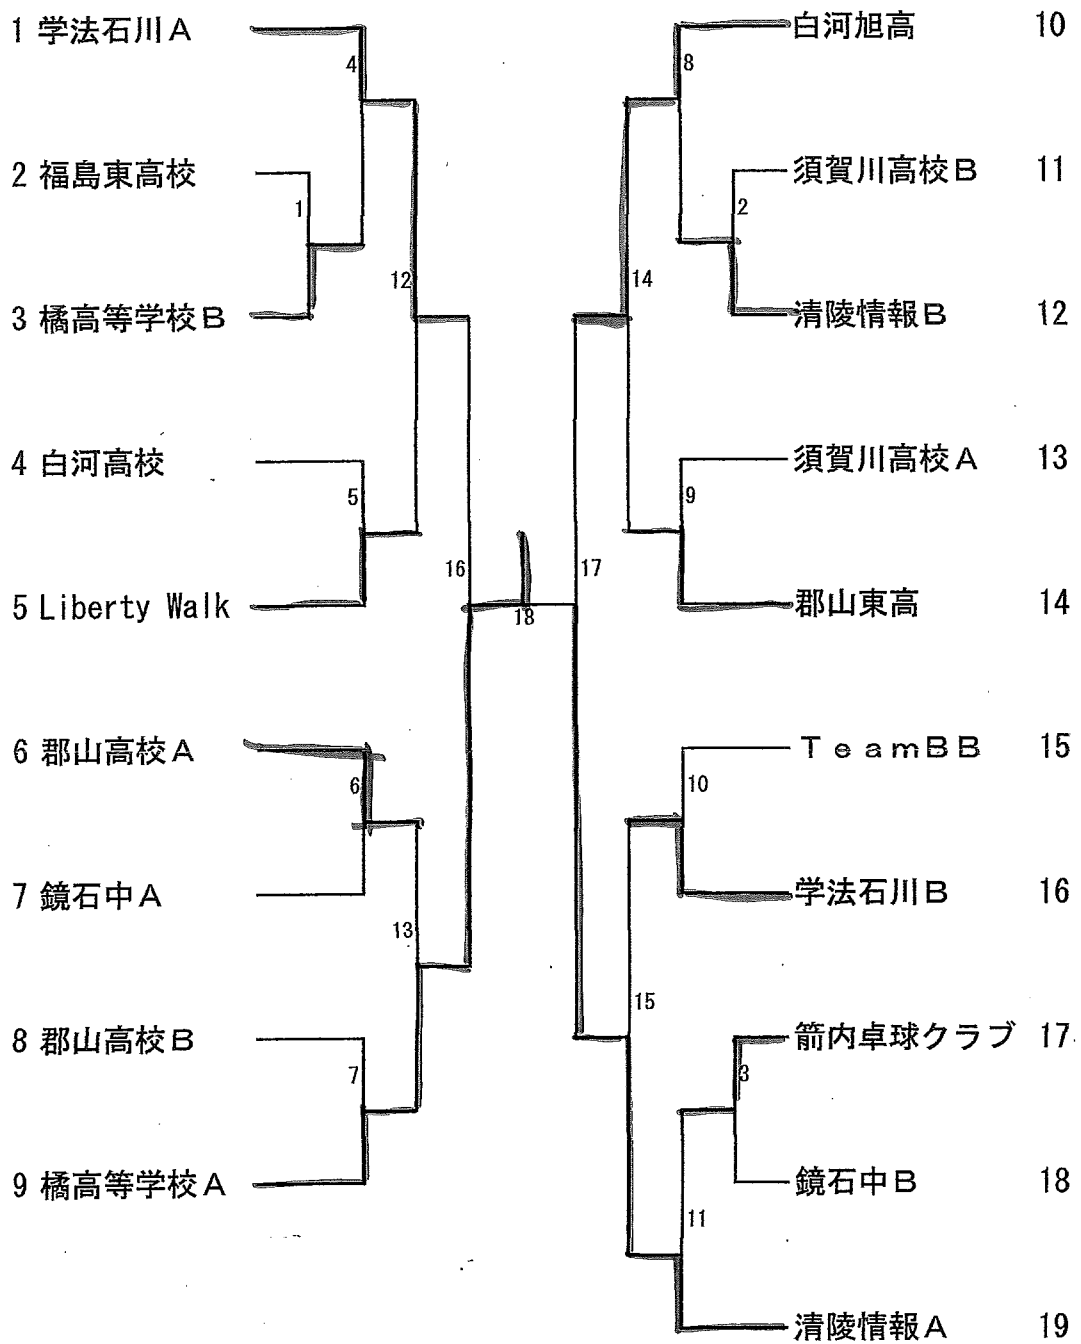 1 学法石川A
4
2 福島東高校
1
3 橘高等学校B
12
4 白河高校
5
5 Liberty Walk
16
6 郡山高校A
6
7 鏡石中A
13
8 郡山高校B
7
9 橘高等学校A
18
白河旭高 10
8
須賀川高校B 11
2
清陵情報B 12
14
須賀川高校A 13
9
郡山東高 14
17
TeamBB 15
10
学法石川B 16
15
箭内卓球クラブ 17
3
鏡石中B 18
11
清陵情報A 19